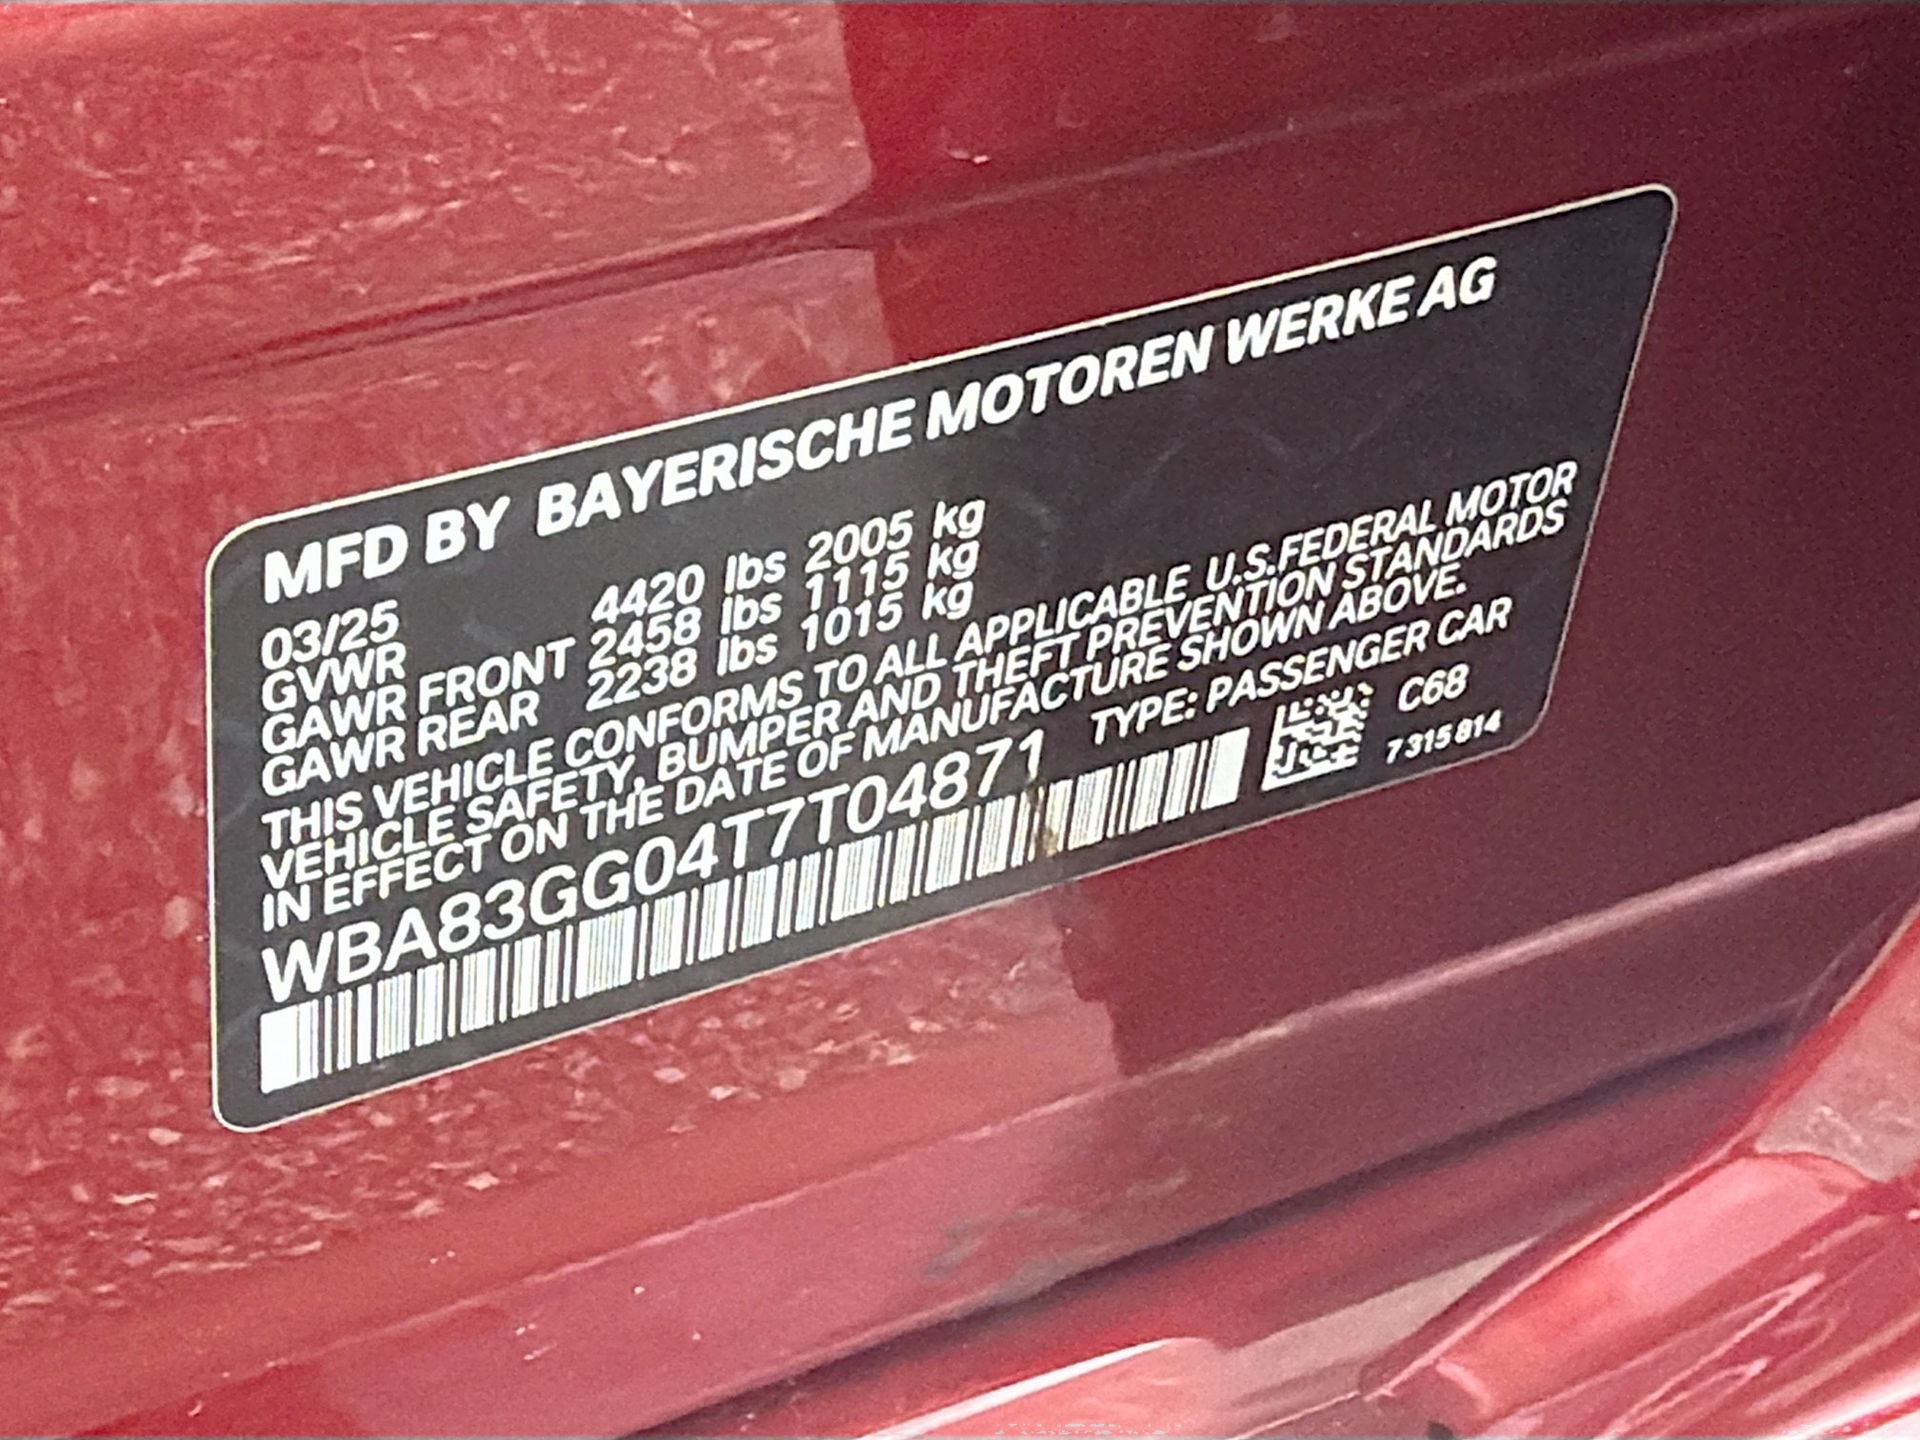 MFD BY BAYERISCHE MOTOREN WERKE AG
03/25
GVWR 4420 lbs 2005 kg
GAWR FRONT 2458 lbs 1115 kg
GAWR REAR 2238 lbs 1015 kg
THIS VEHICLE CONFORMS TO ALL APPLICABLE U.S.FEDERAL MOTOR
VEHICLE SAFETY, BUMPER AND THEFT PREVENTION STANDARDS
IN EFFECT ON THE DATE OF MANUFACTURE SHOWN ABOVE.
WBA83GG04T7T04871 TYPE: PASSENGER CAR
C68
7 315 814